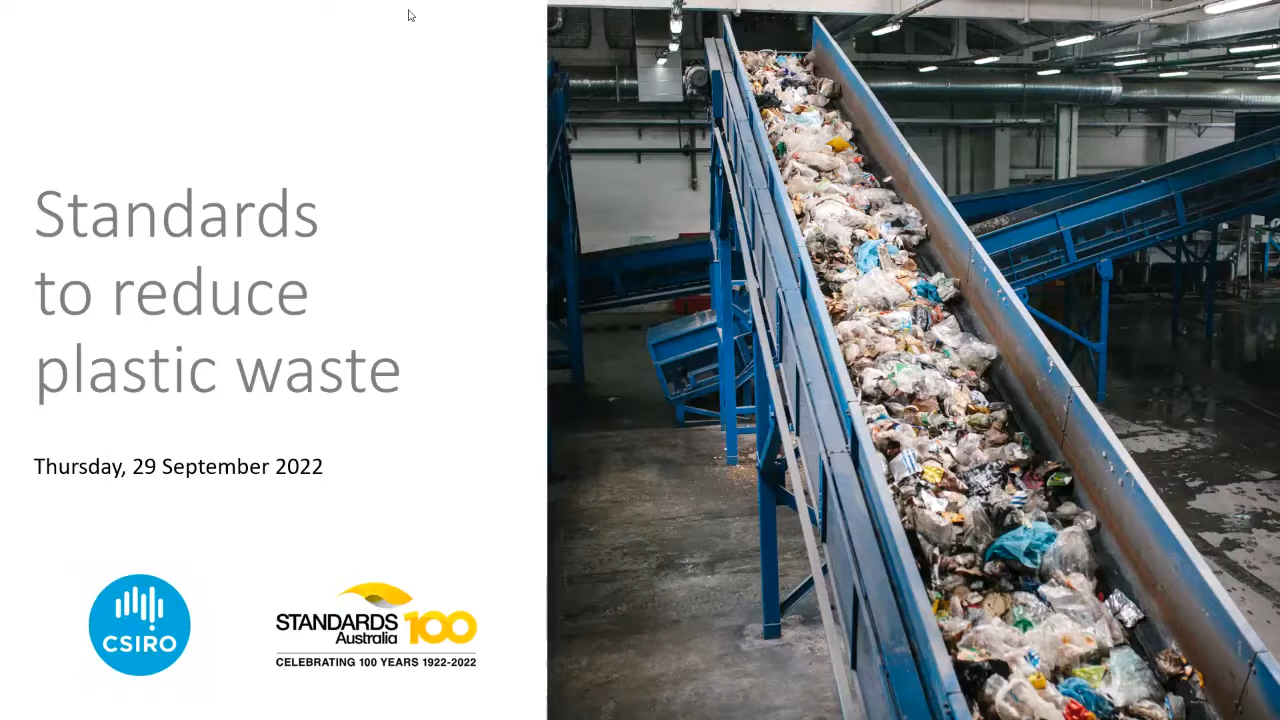 Standards
to reduce
plastic waste
Thursday, 29 September 2022
CSIRO
STANDARDS 100
Australia
CELEBRATING 100 YEARS 1922-2022